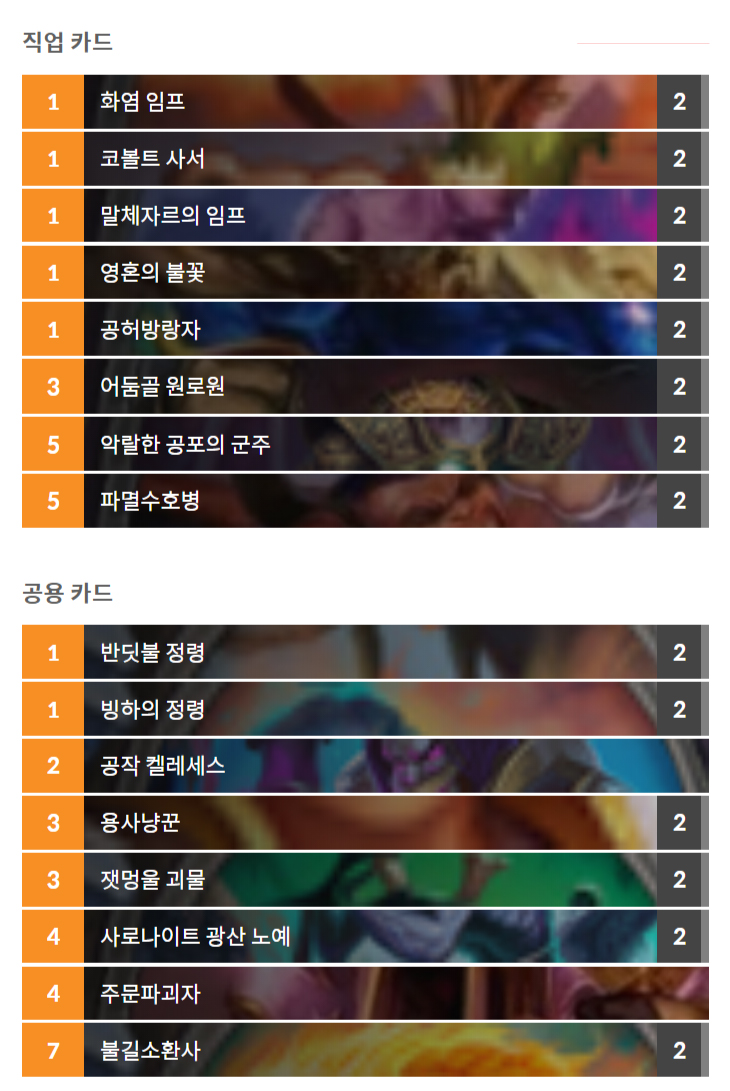 직업 카드
1 화염 임프 2
1 코볼트 사서 2
1 말체자르의 임프 2
1 영혼의 불꽃 2
1 공허방랑자 2
3 어둠골 원로원 2
5 악랄한 공포의 군주 2
5 파멸수호병 2
공용 카드
1 반딧불 정령 2
1 빙하의 정령 2
2 공작 켈레세스
3 용사냥꾼 2
3 잿멍울 괴물 2
4 사로나이트 광산 노예 2
4 주문파괴자
7 불길소환사 2